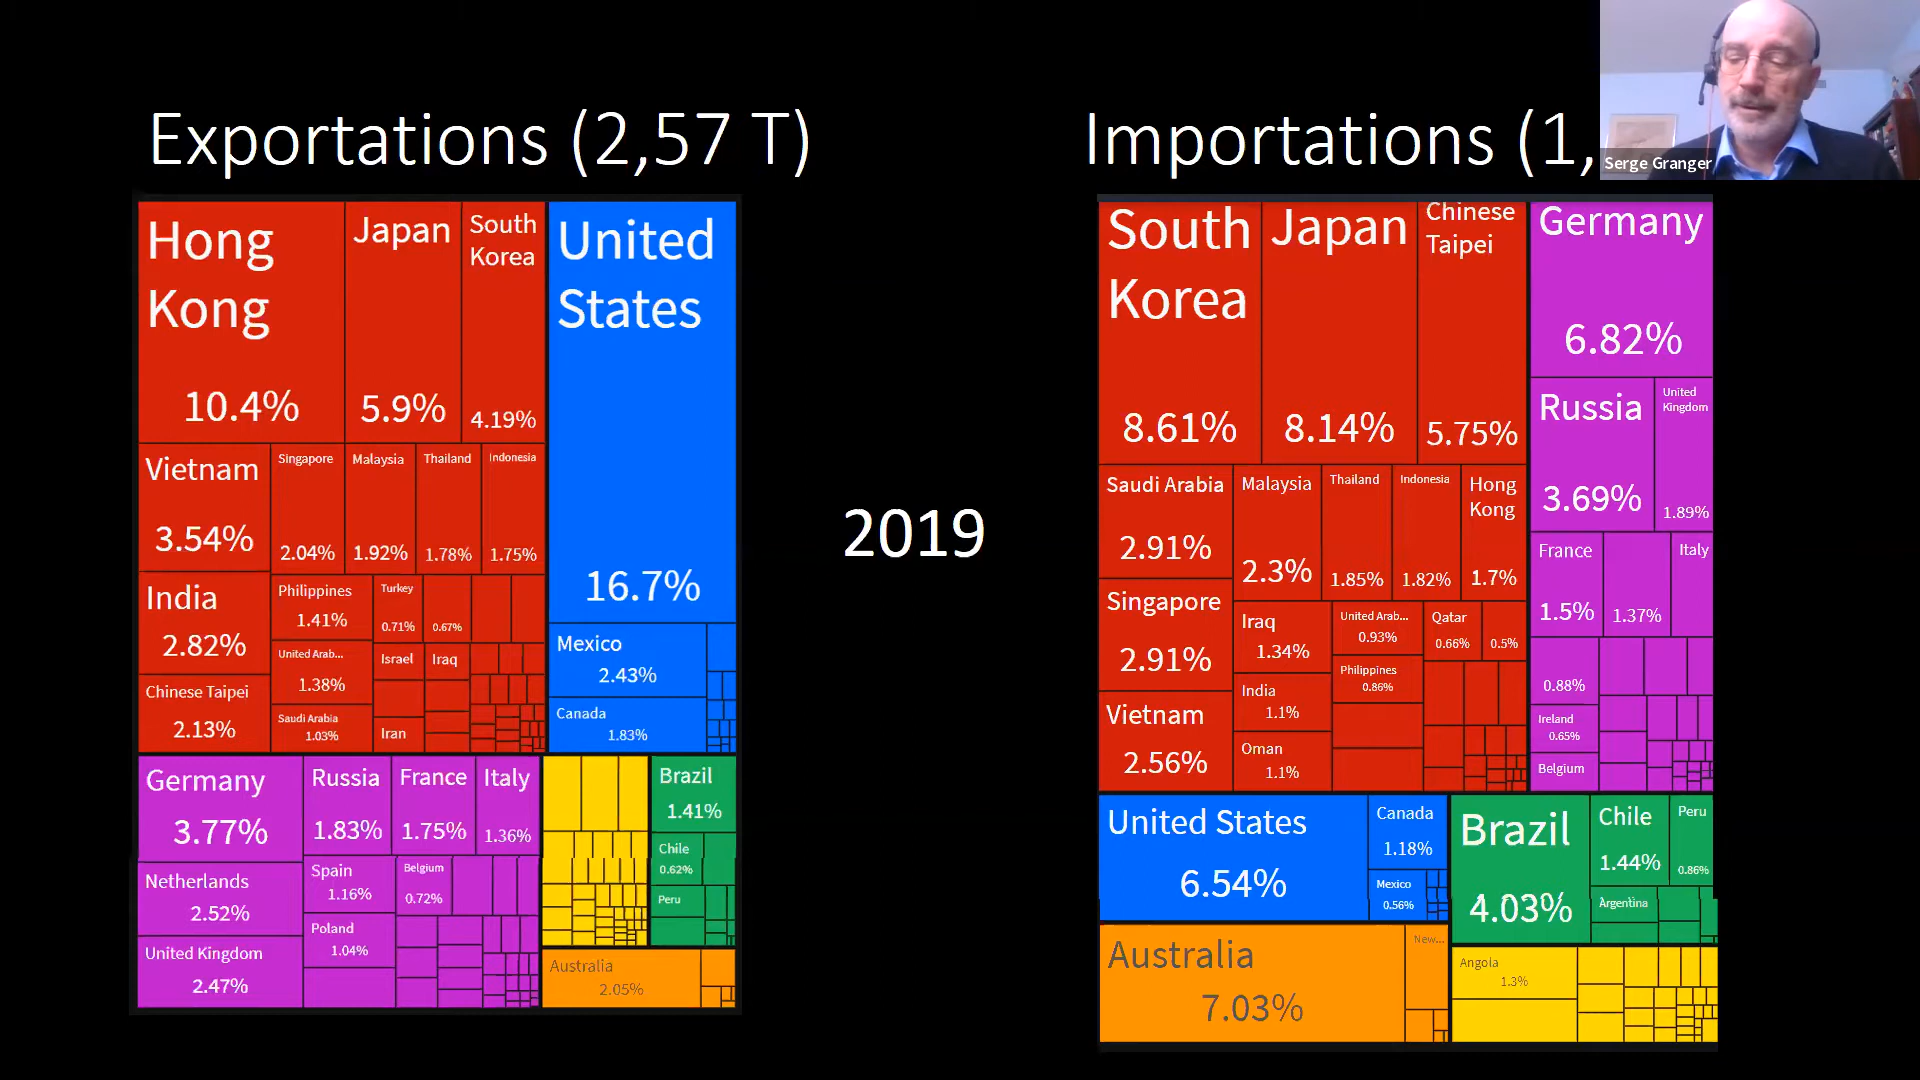 Exportations (2,57 T)
Hong
Kong
10.4%
Japan
5.9%
South
Korea
4.19%
United
States
16.7%
Vietnam
3.54%
Singapore
2.04%
Malaysia
1.92%
Thailand
1.78%
Indonesia
1.75%
India
2.82%
Philippines
1.41%
Turkey
0.71%
0.67%
Chinese Taipei
2.13%
United Arab...
1.38%
Israel
Iraq
Saudi Arabia
1.03%
Iran
Mexico
2.43%
Canada
1.83%
Germany
3.77%
Russia
1.83%
France
1.75%
Italy
1.36%
Netherlands
2.52%
Spain
1.16%
Belgium
0.72%
United Kingdom
2.47%
Poland
1.04%
Brazil
1.41%
Chile
0.62%
Peru
Australia
2.05%
2019
Importations (1,
Serge Granger
South
Korea
8.61%
Japan
8.14%
Chinese
Taipei
5.75%
Germany
6.82%
Russia
3.69%
United
Kingdom
1.89%
Saudi Arabia
2.91%
Malaysia
2.3%
Thailand
1.85%
Indonesia
1.82%
Hong
Kong
1.7%
France
1.5%
1.37%
Italy
Singapore
2.91%
Iraq
1.34%
United Arab...
0.93%
Qatar
0.66%
0.5%
Philippines
0.86%
India
1.1%
Vietnam
2.56%
Oman
1.1%
0.88%
Ireland
0.65%
Belgium
United States
6.54%
Canada
1.18%
Mexico
0.56%
Brazil
4.03%
Chile
1.44%
Peru
0.86%
Argentina
Australia
7.03%
New...
Angola
1.3%